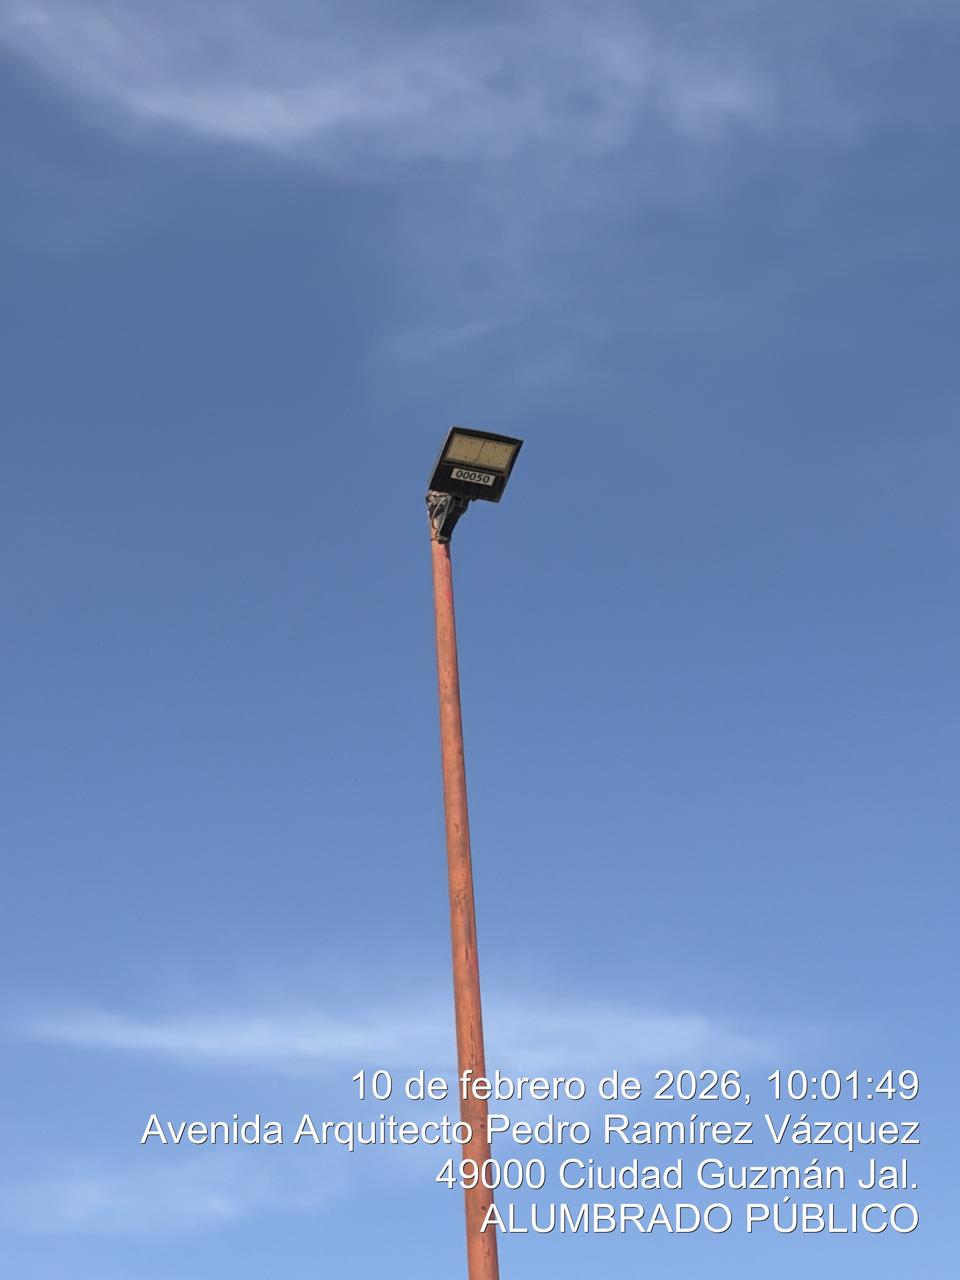 00050
10 de febrero de 2026, 10:01:49
Avenida Arquitecto Pedro Ramírez Vázquez
49000 Ciudad Guzmán Jal.
ALUMBRADO PÚBLICO